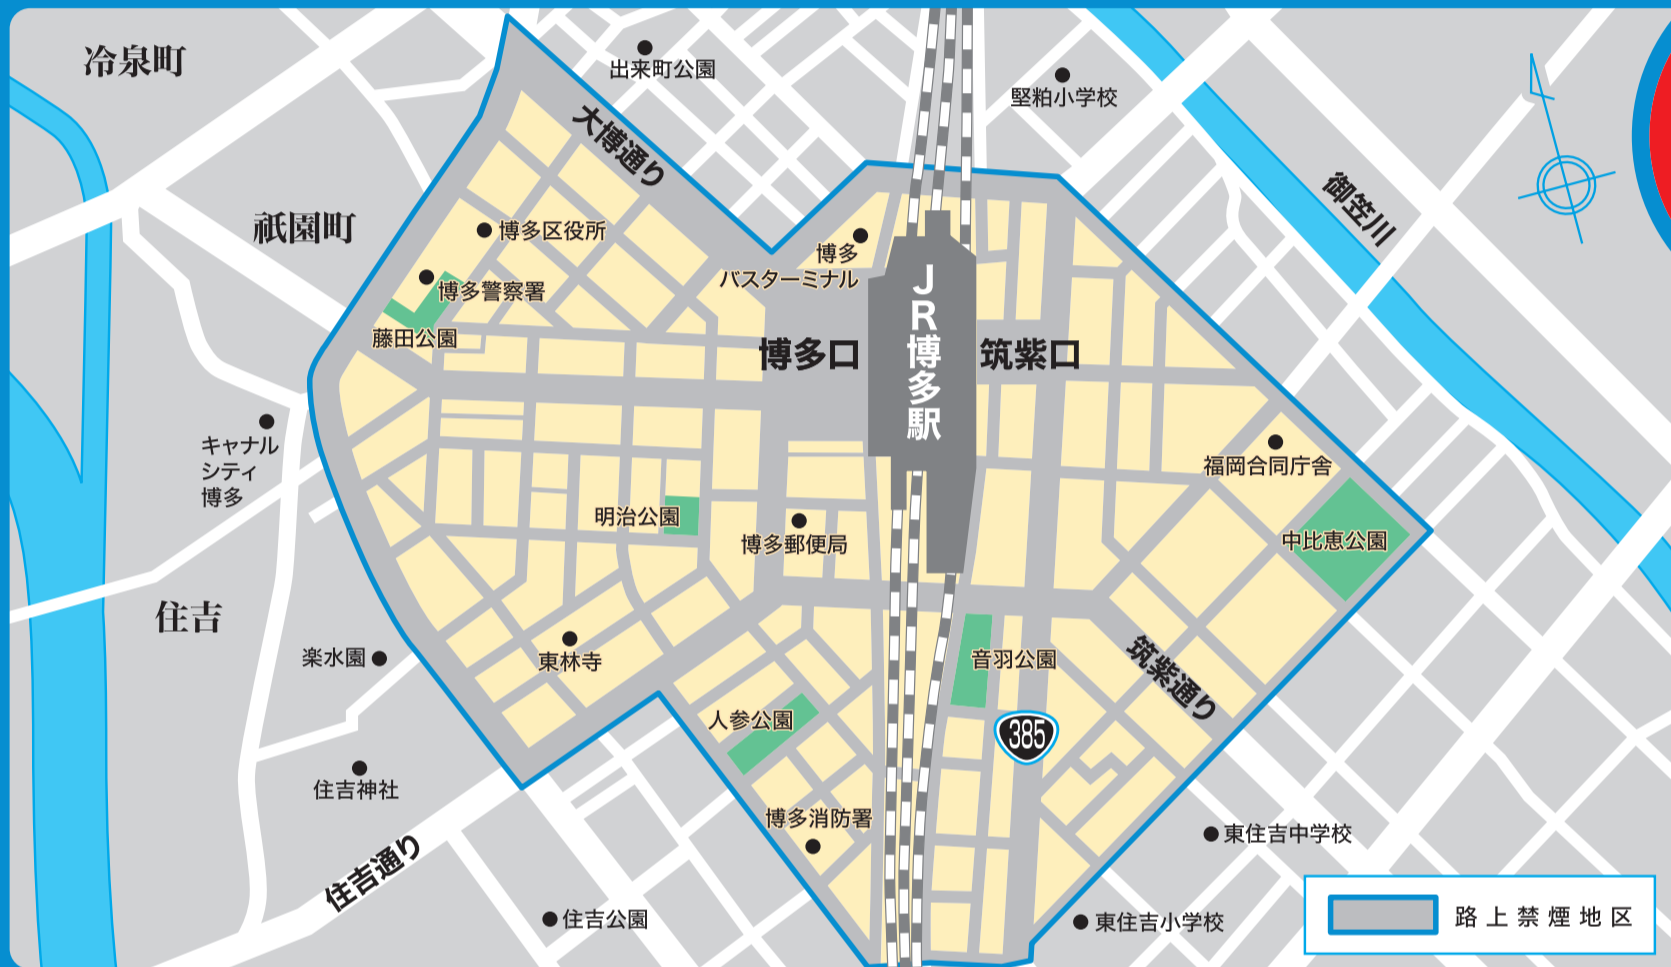 冷泉町
出来町公園
堅粕小学校
大博通り
御笠川
祇園町
博多区役所
博多
バスターミナル
博多警察署
藤田公園
JR博多駅
博多口
筑紫口
キャナル
シティ
博多
福岡合同庁舎
明治公園
博多郵便局
中比恵公園
住吉
楽水園
東林寺
音羽公園
筑紫通り
人参公園
385
住吉神社
博多消防署
東住吉中学校
住吉通り
住吉公園
東住吉小学校
路上禁煙地区